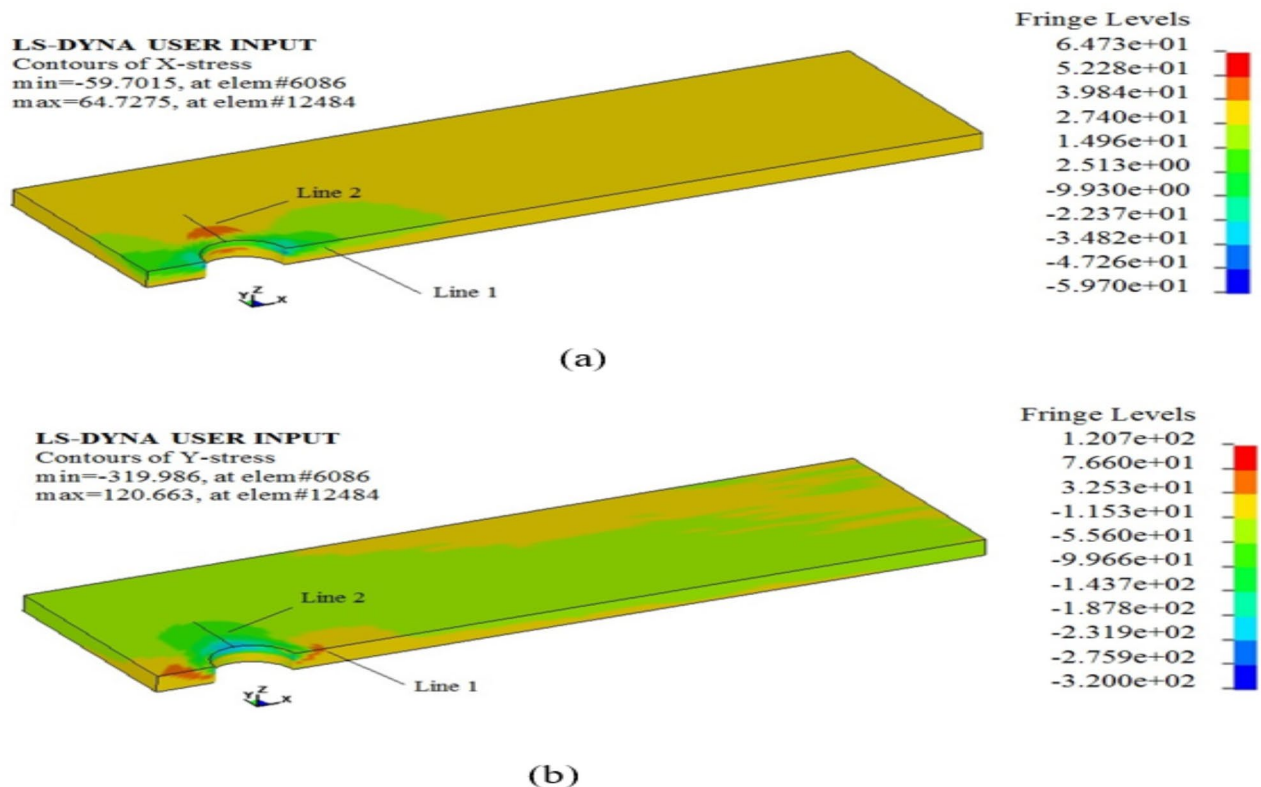 LS-DYNA USER INPUT
Contours of X-stress
min=-59.7015, at elem#6086
max=64.7275, at elem#12484
Line 2
Line 1
Y Z X
Fringe Levels
6.473e+01
5.228e+01
3.984e+01
2.740e+01
1.496e+01
2.513e+00
-9.930e+00
-2.237e+01
-3.482e+01
-4.726e+01
-5.970e+01
(a)
LS-DYNA USER INPUT
Contours of Y-stress
min=-319.986, at elem#6086
max=120.663, at elem#12484
Line 2
Line 1
Y Z X
Fringe Levels
1.207e+02
7.660e+01
3.253e+01
-1.153e+01
-5.560e+01
-9.966e+01
-1.437e+02
-1.878e+02
-2.319e+02
-2.759e+02
-3.200e+02
(b)